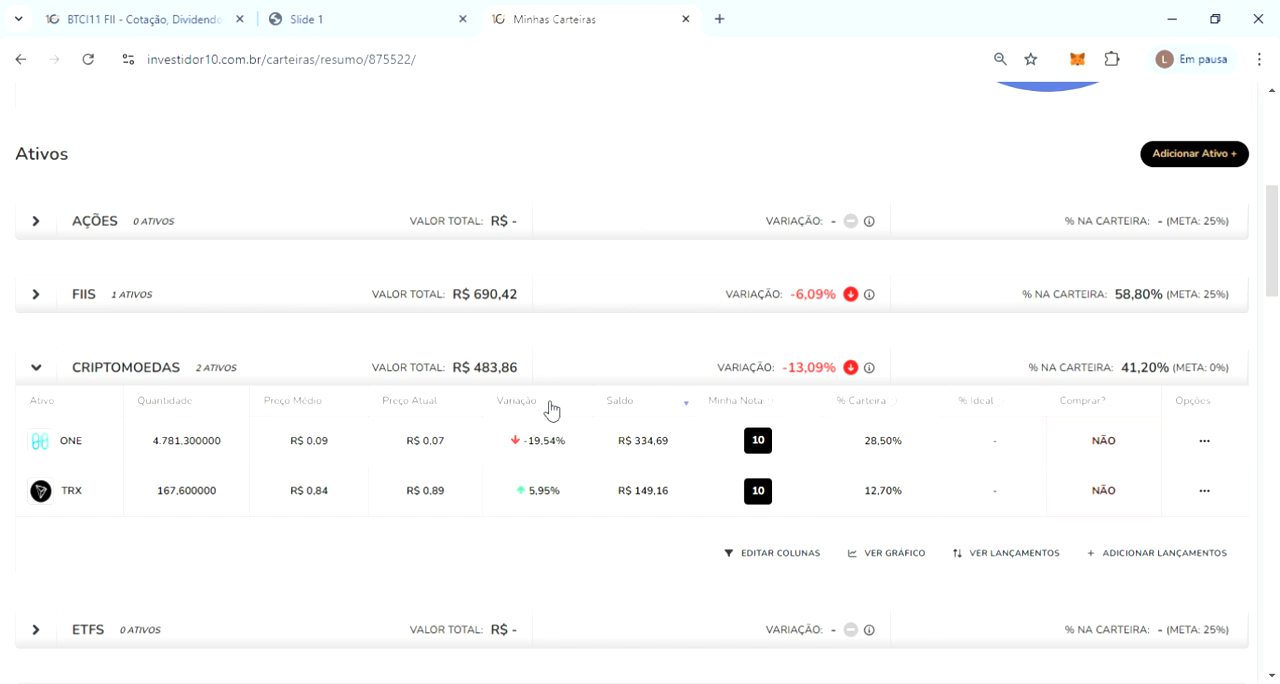 BTCI11 FII - Cotação, Dividendo
Slide 1
Minhas Carteiras
investidor10.com.br/carteiras/resumo/875522/
L Em pausa
Ativos
Adicionar Ativo +
AÇÕES 0 ATIVOS VALOR TOTAL: R$ - VARIAÇÃO: - % NA CARTEIRA: - (META: 25%)
FIIS 1 ATIVOS VALOR TOTAL: R$ 690,42 VARIAÇÃO: -6,09% % NA CARTEIRA: 58,80% (META: 25%)
CRIPTOMOEDAS 2 ATIVOS VALOR TOTAL: R$ 483,86 VARIAÇÃO: -13,09% % NA CARTEIRA: 41,20% (META: 0%)
Ativo Quantidade Preço Médio Preço Atual Variação Saldo Minha Nota % Carteira % Ideal Comprar? Opções
ONE 4.781,300000 R$ 0,09 R$ 0,07 -19,54% R$ 334,69 10 28,50% - NÃO ...
TRX 167,600000 R$ 0,84 R$ 0,89 5,95% R$ 149,16 10 12,70% - NÃO ...
EDITAR COLUNAS VER GRÁFICO VER LANÇAMENTOS + ADICIONAR LANÇAMENTOS
ETFS 0 ATIVOS VALOR TOTAL: R$ - VARIAÇÃO: - % NA CARTEIRA: - (META: 25%)